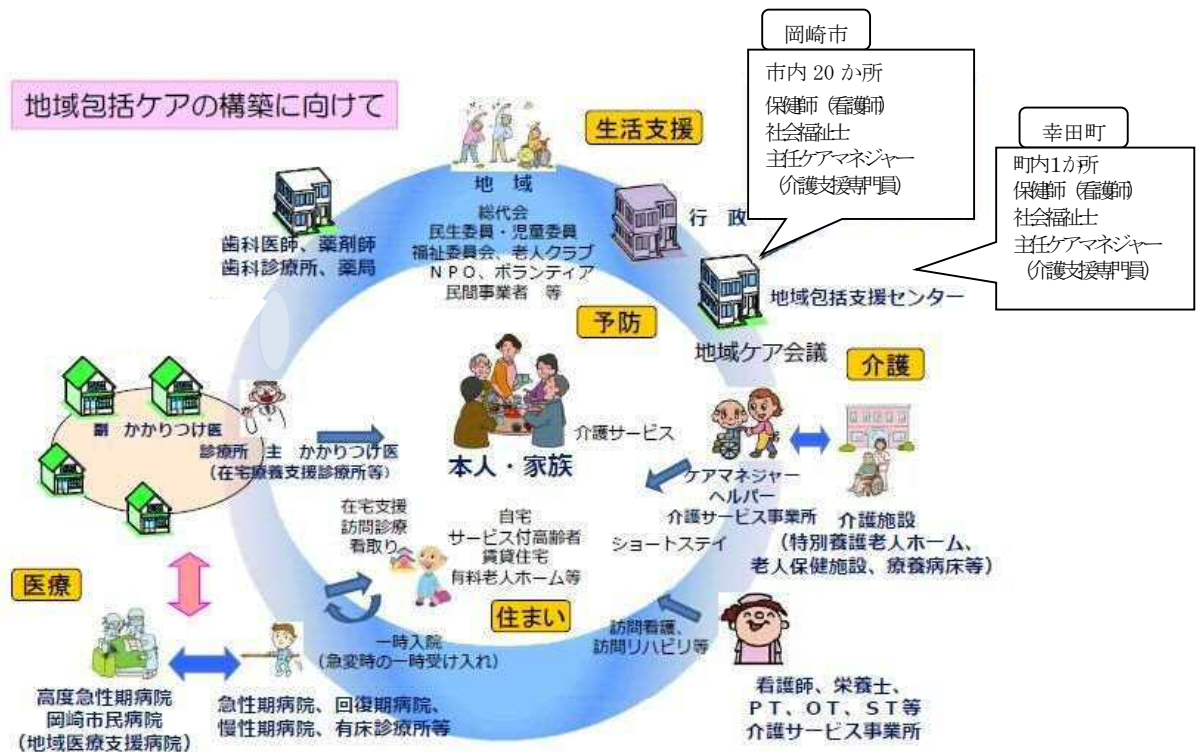 岡崎市
市内 20 か所
保健師（看護師）
社会福祉士
主任ケアマネジャー
（介護支援専門員）
幸田町
町内1か所
保健師（看護師）
社会福祉士
主任ケアマネジャー
（介護支援専門員）
地域包括ケアの構築に向けて
生活支援
地　域
総代会
民生委員・児童委員
福祉委員会、老人クラブ
ＮＰＯ、ボランティア
民間事業者　等
行　政
歯科医師、薬剤師
歯科診療所、薬局
地域包括支援センター
予防
地域ケア会議
介護
副　かかりつけ医
診療所　主　かかりつけ医
（在宅療養支援診療所等）
本人・家族
介護サービス
ケアマネジャー
ヘルパー
介護サービス事業所
介護施設
（特別養護老人ホーム、
老人保健施設、療養病床等）
在宅支援
訪問診療
看取り
自宅
サービス付高齢者
賃貸住宅
有料老人ホーム等
ショートステイ
医療
住まい
一時入院
（急変時の一時受け入れ）
訪問看護、
訪問リハビリ等
高度急性期病院
岡崎市民病院
（地域医療支援病院）
急性期病院、回復期病院、
慢性期病院、有床診療所等
看護師、栄養士、
ＰＴ、ＯＴ、ＳＴ等
介護サービス事業所